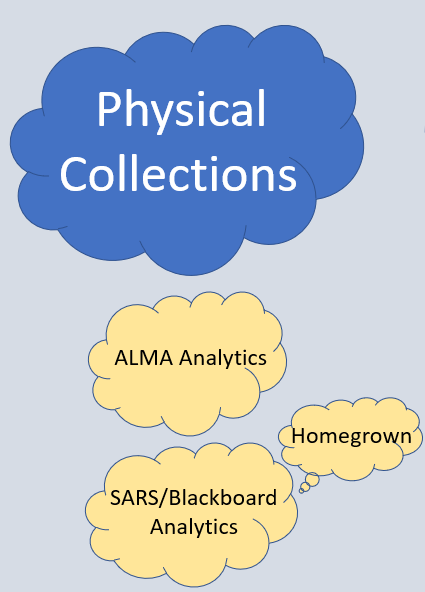 Physical
Collections
ALMA Analytics
Homegrown
SARS/Blackboard
Analytics